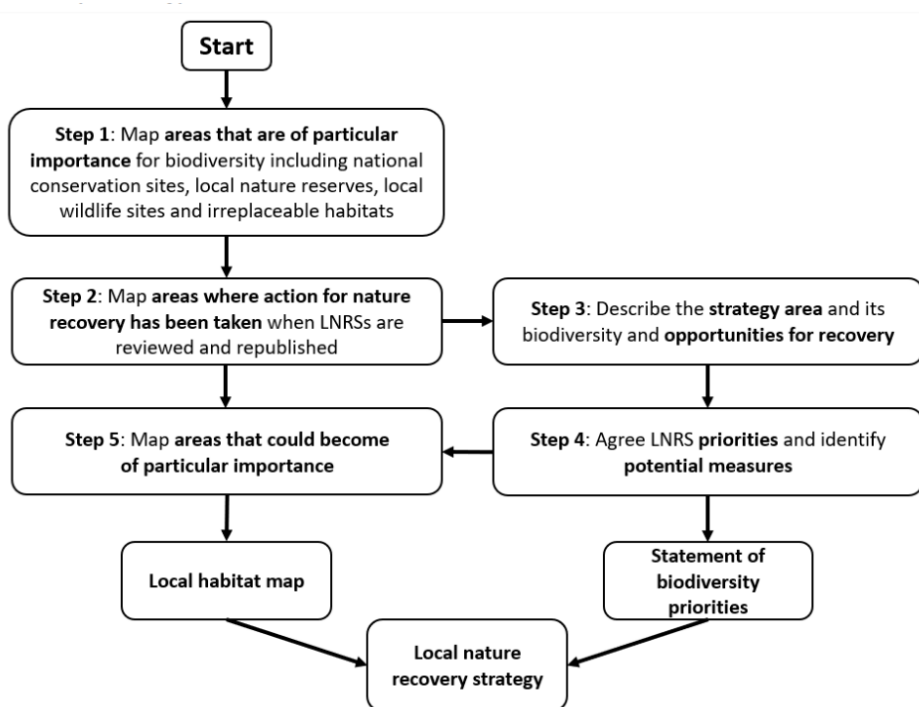 Start
Step 1: Map areas that are of particular
importance for biodiversity including national
conservation sites, local nature reserves, local
wildlife sites and irreplaceable habitats
Step 2: Map areas where action for nature
recovery has been taken when LNRSs are
reviewed and republished
Step 3: Describe the strategy area and its
biodiversity and opportunities for recovery
Step 4: Agree LNRS priorities and identify
potential measures
Step 5: Map areas that could become
of particular importance
Local habitat map
Statement of
biodiversity
priorities
Local nature
recovery strategy